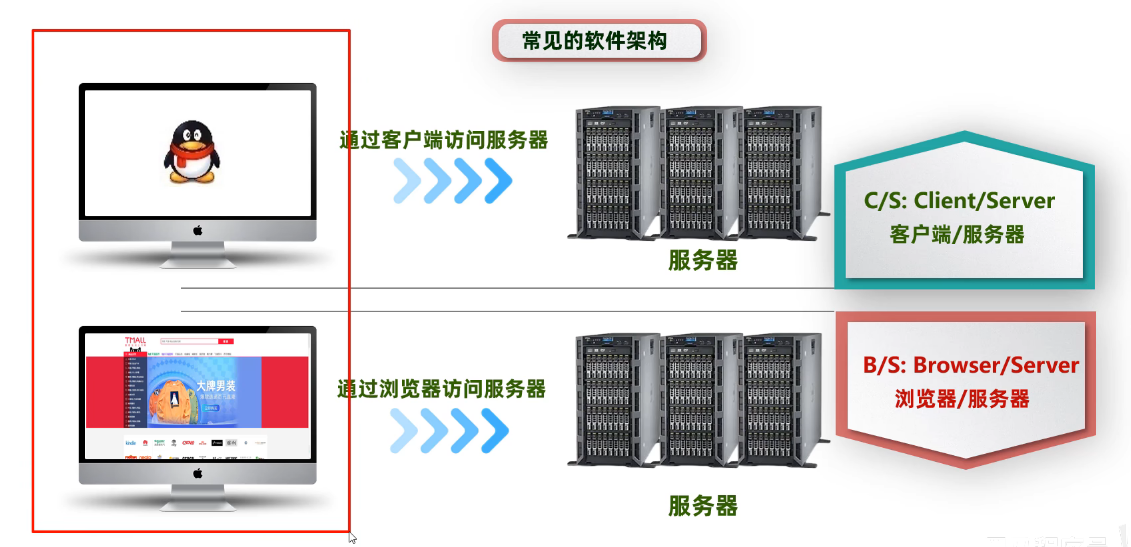 常见的软件架构
通过客户端访问服务器
服务器
C/S: Client/Server
客户端/服务器
TMALL
大牌男装
通过浏览器访问服务器
服务器
B/S: Browser/Server
浏览器/服务器